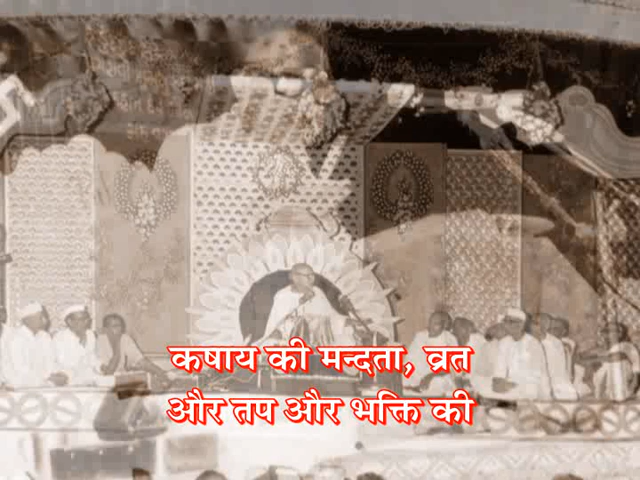 कषाय की मन्दता, व्रत
और तप और भक्ति की